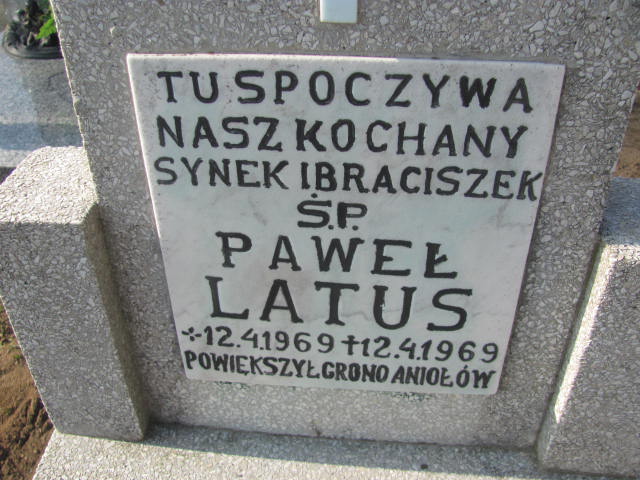 TU SPOCZYWA
NASZ KOCHANY
SYNEK I BRACISZEK
Ś.P.
PAWEŁ
LATUS
✢12.4.1969 ✝12.4.1969
POWIĘKSZYŁ GRONO ANIOŁÓW